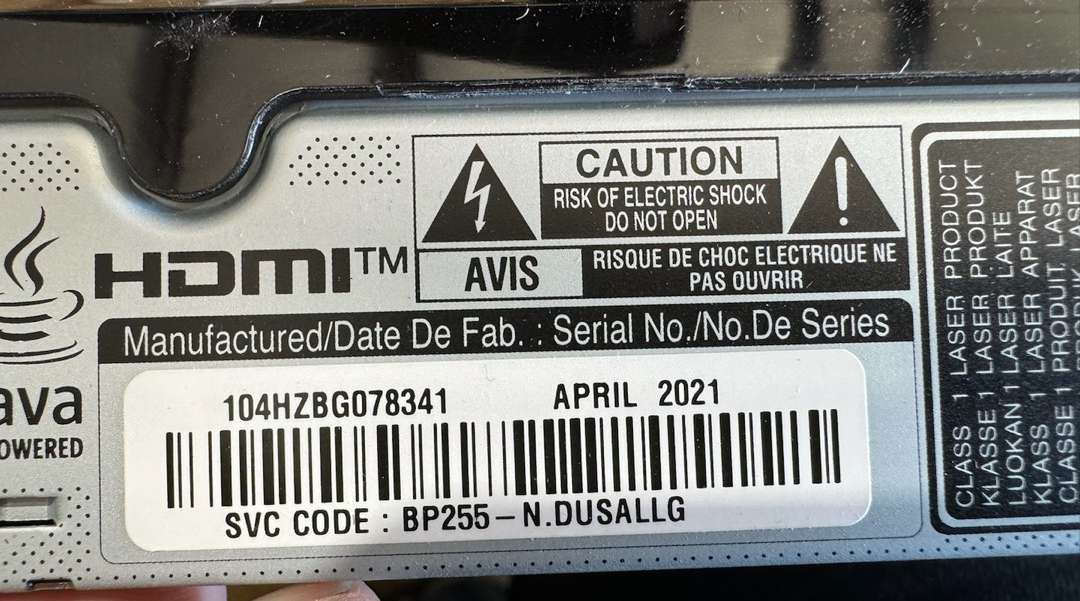 CAUTION
RISK OF ELECTRIC SHOCK
DO NOT OPEN
HDMI™
AVIS
RISQUE DE CHOC ELECTRIQUE NE
PAS OUVRIR
Manufactured/Date De Fab. : Serial No./No.De Series
104HZBG078341 APRIL 2021
SVC CODE : BP255-N.DUSALLG
ava
OWERED
CLASS 1 LASER PRODUCT
KLASSE 1 LASER PRODUKT
LUOKAN 1 LASER LAITE
KLASS 1 LASER APPARAT
CLASSE 1 PRODUIT LASER